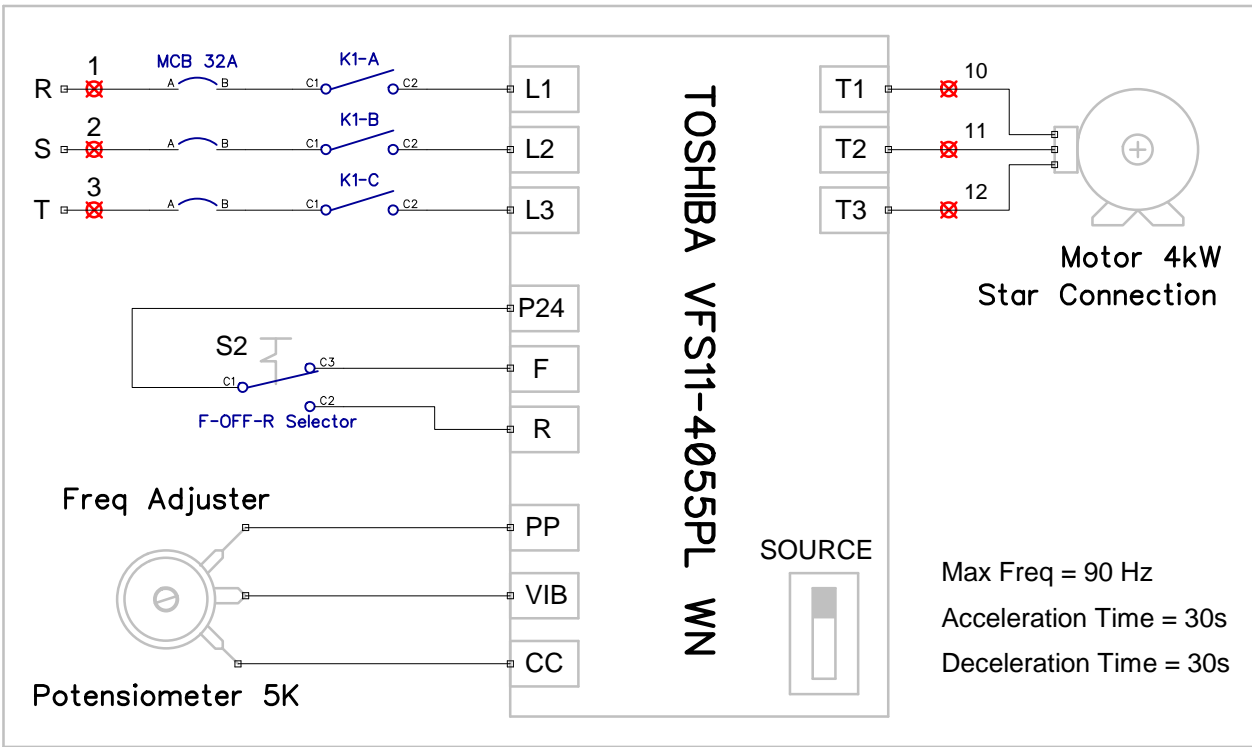 1
MCB 32A
K1-A
R
A
B
C1
C2
L1
T1
10
2
K1-B
S
A
B
C1
C2
L2
T2
11
3
K1-C
T
A
B
C1
C2
L3
T3
12
TOSHIBA VFS11-4055PL WN
Motor 4kW
Star Connection
P24
S2
C3
C1
F
C2
F-OFF-R Selector
R
Freq Adjuster
PP
VIB
CC
Potensiometer 5K
SOURCE
Max Freq = 90 Hz
Acceleration Time = 30s
Deceleration Time = 30s